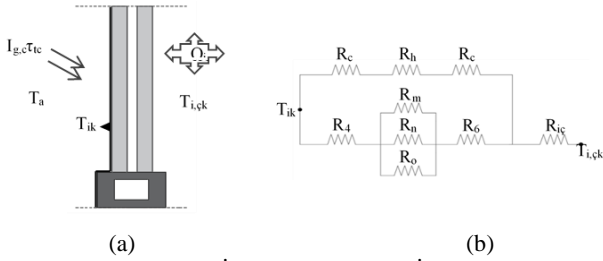 I_g,c τ_tc
Q_i
T_a
T_ik
T_i,çk
R_c R_h R_c
T_ik
R_m
R_4 R_n R_6 R_iç
R_o
T_i,çk
(a) (b)